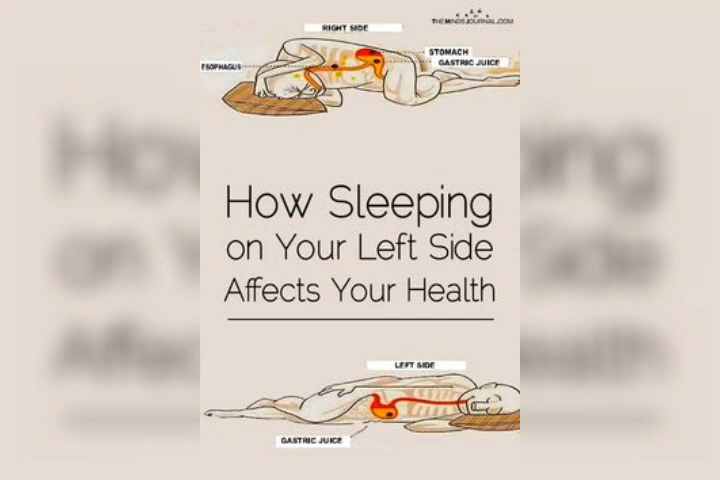 THEMINDSJOURNAL.COM
RIGHT SIDE
STOMACH
ESOPHAGUS
GASTRIC JUICE
How Sleeping
on Your Left Side
Affects Your Health
LEFT SIDE
GASTRIC JUICE